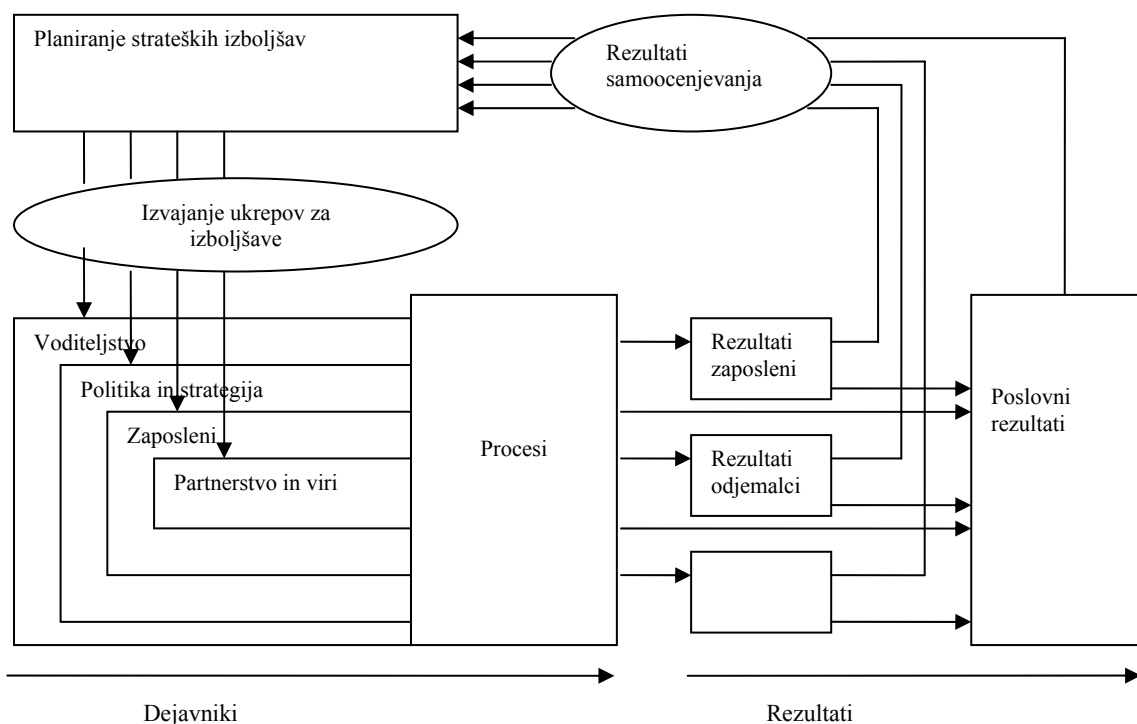 Planiranje strateških izboljšav
Rezultati
samoocenjevanja
Izvajanje ukrepov za
izboljšave
Voditeljstvo
Politika in strategija
Zaposleni
Partnerstvo in viri
Procesi
Rezultati
zaposleni
Rezultati
odjemalci
Poslovni
rezultati
Dejavniki
Rezultati